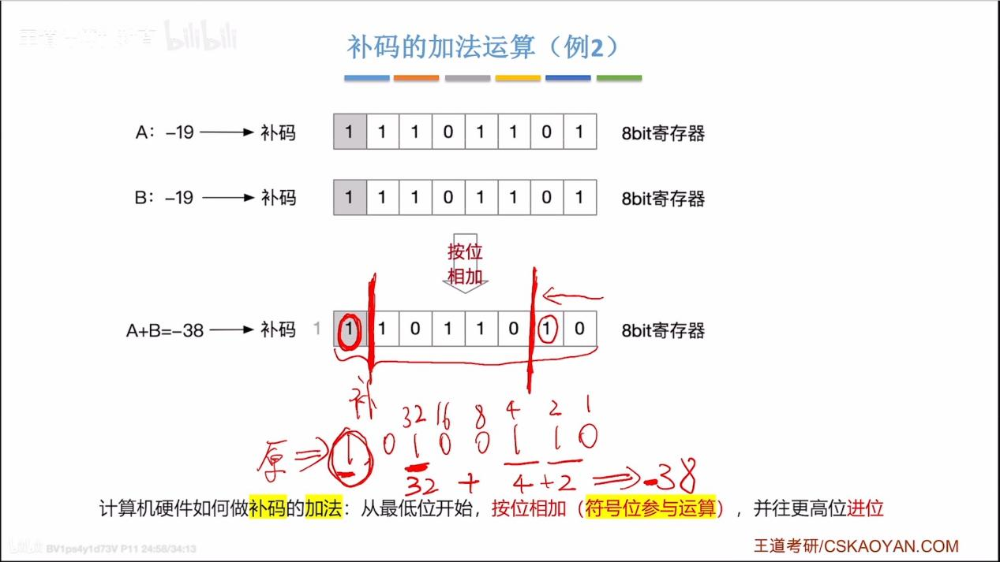 bilibili
补码的加法运算（例2）
A：−19 补码 1 1 1 0 1 1 0 1 8bit寄存器
B：−19 补码 1 1 1 0 1 1 0 1 8bit寄存器
按位
相加
A+B=−38 补码 1 1 1 0 1 1 0 1 0 8bit寄存器
补
32 16 8 4 2 1
原 ⇒ 1 0 1 0 0 1 1 0
32 + 4+2 ⇒ -38
计算机硬件如何做补码的加法：从最低位开始，按位相加（符号位参与运算），并往更高位进位
bilibili BV1ps4y1d73V P11 24:58/34:13
王道考研/CSKAOYAN.COM